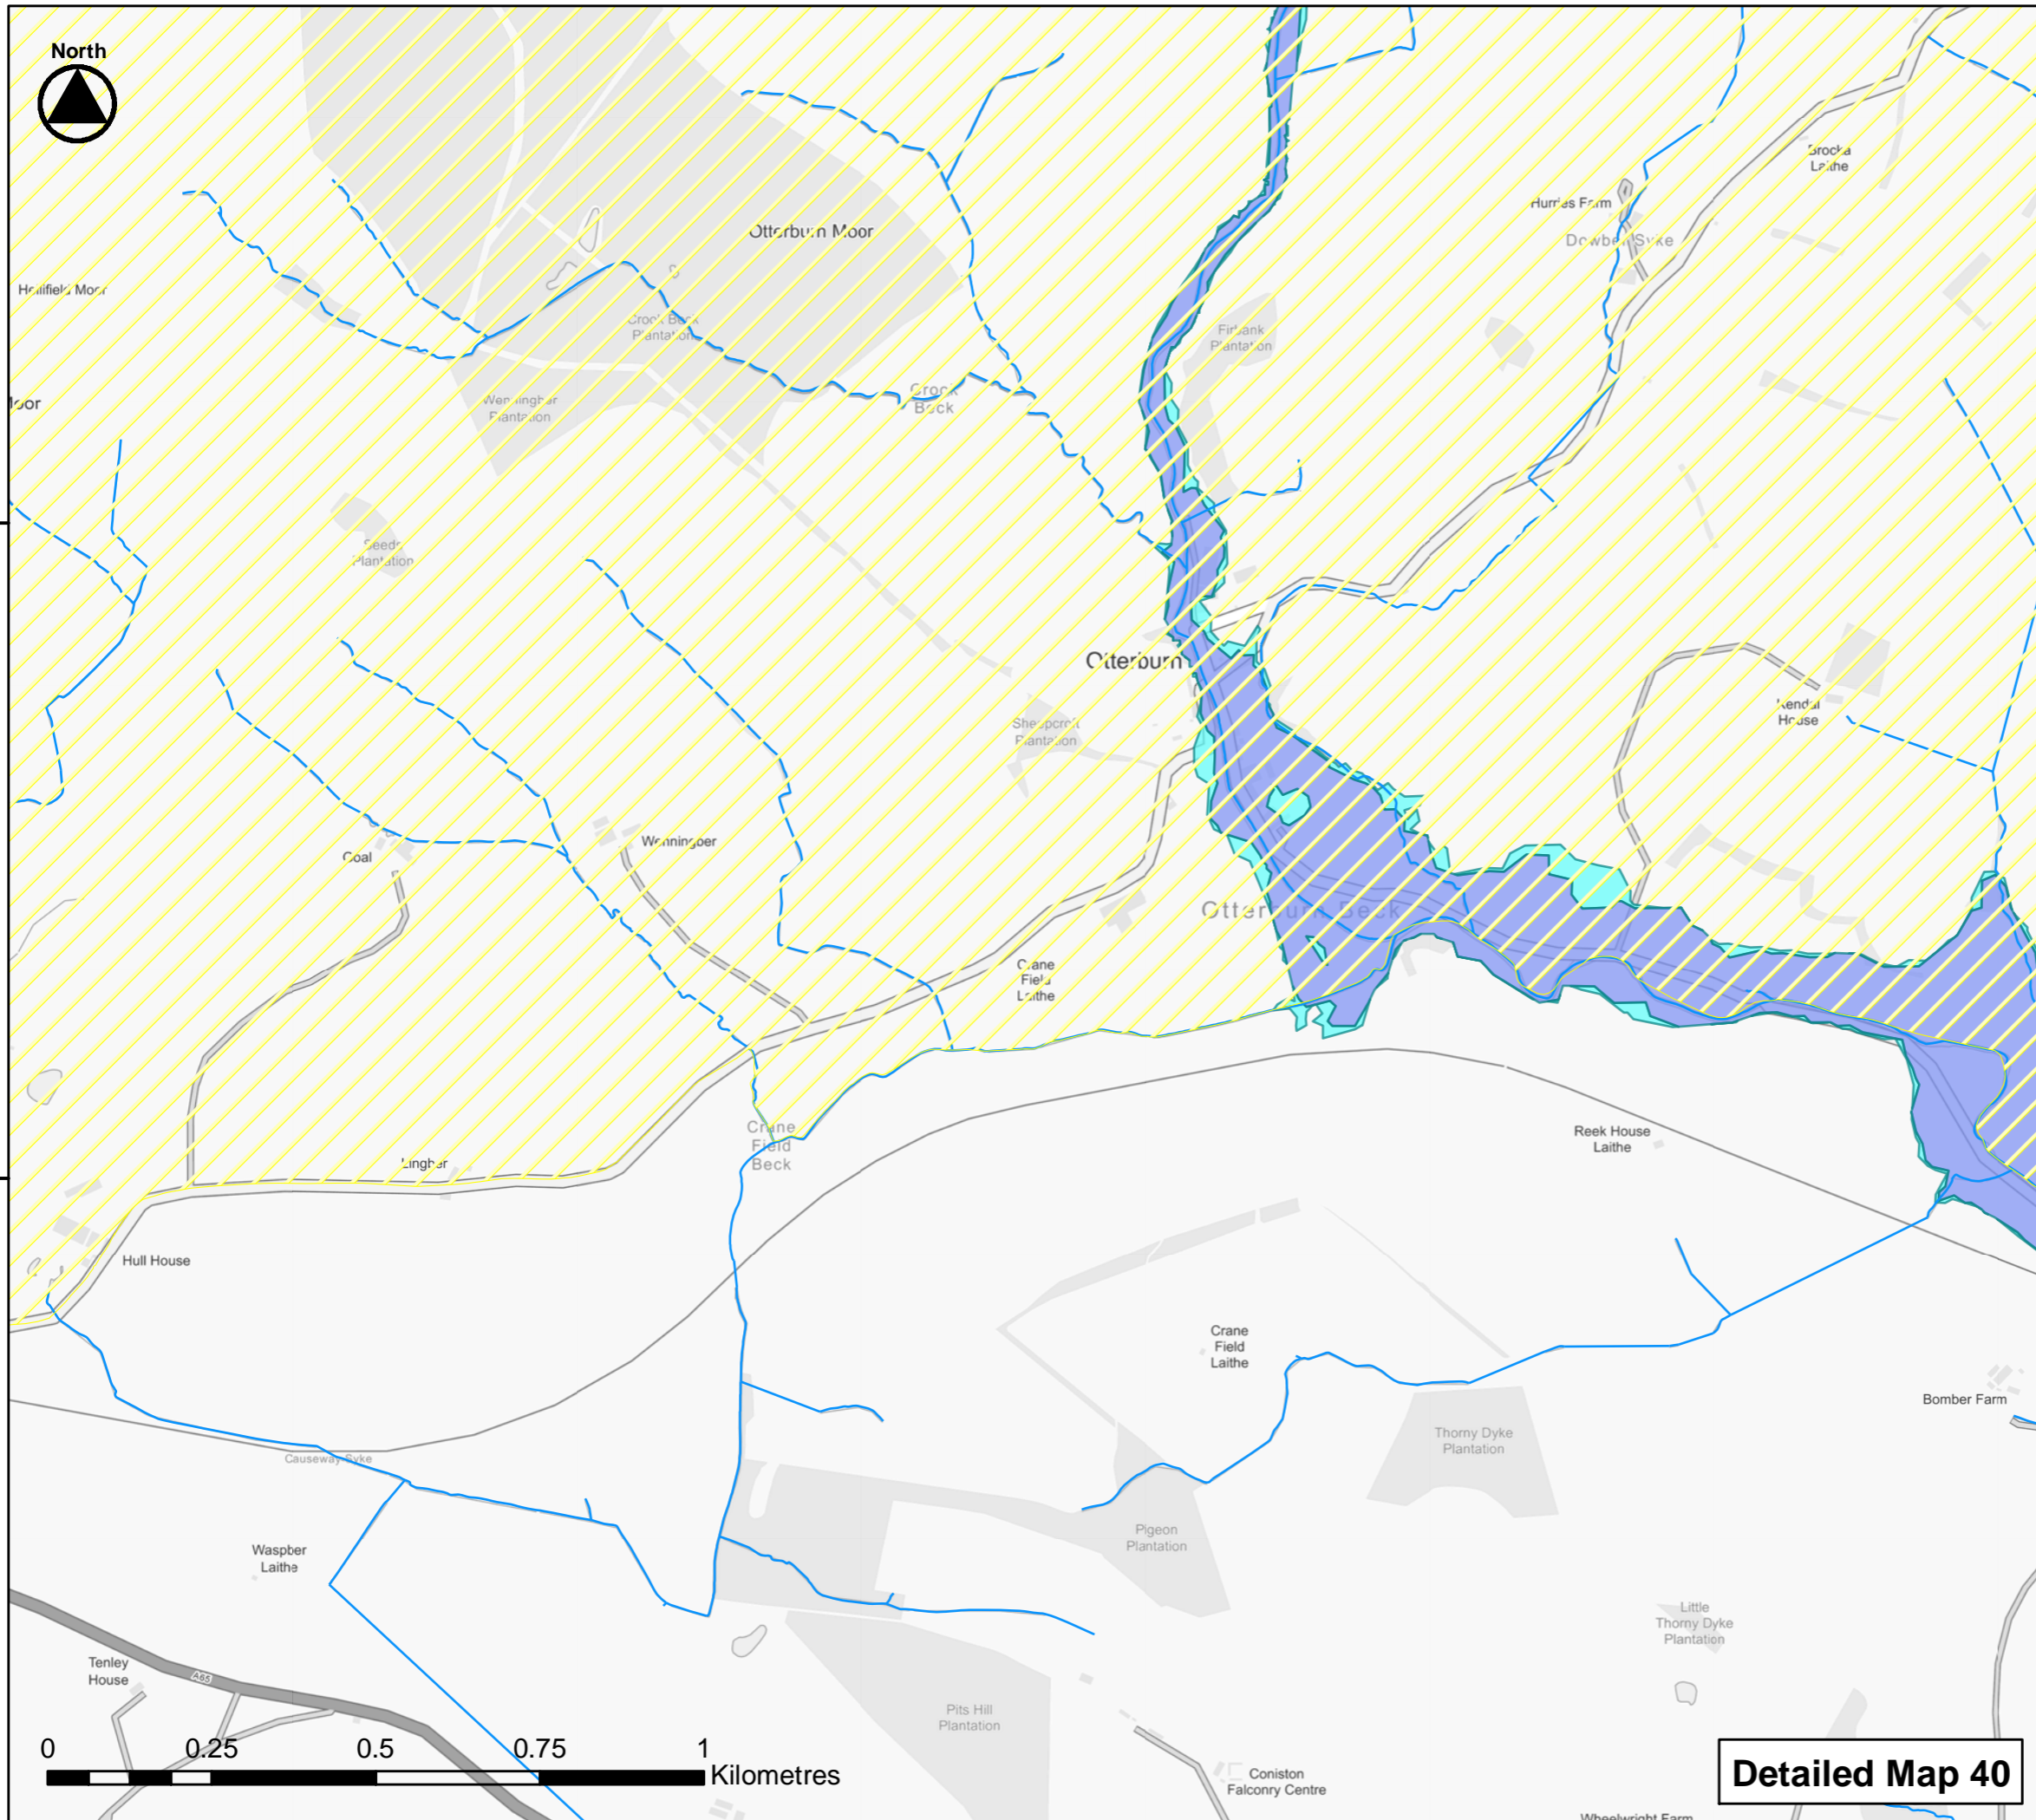 North
Brocka
Laithe
Hurries Farm
Otterburn Moor
Dowber Syke
Hellifield Moor
Crook Beck
Plantation
Firbank
Plantation
Crook
Beck
Wenningber
Plantation
Seeds
Plantation
Otterburn
Kendal
House
Sheepcroft
Plantation
Wenningber
Goal
Otterburn Beck
Crane
Field
Laithe
Crane
Field
Beck
Reek House
Laithe
Lingber
Hull House
Crane
Field
Laithe
Bomber Farm
Thorny Dyke
Plantation
Causeway Syke
Pigeon
Plantation
Waspber
Laithe
Little
Thorny Dyke
Plantation
Tenley
House
A65
Pits Hill
Plantation
0 0.25 0.5 0.75 1
Kilometres
Coniston
Falconry Centre
Detailed Map 40
Wheelwright Farm